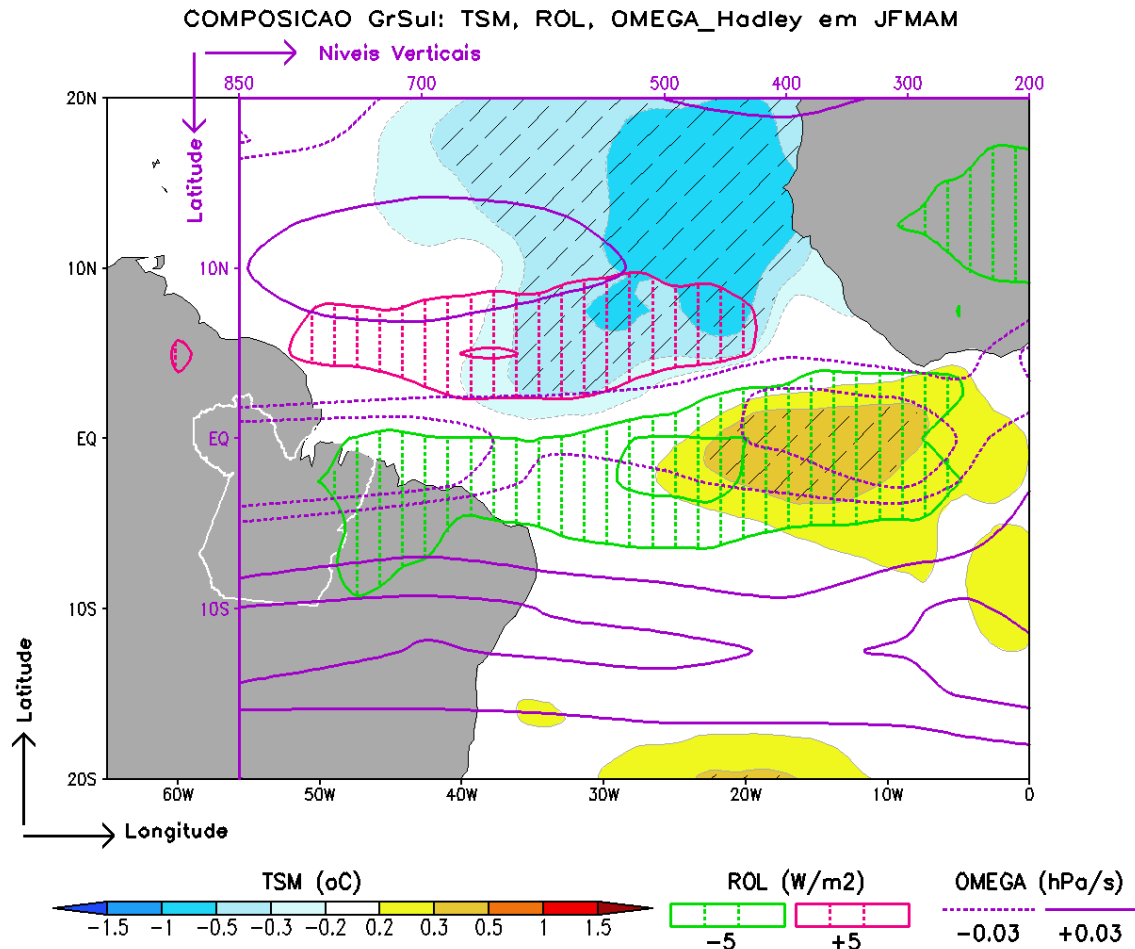 COMPOSICAO GrSul: TSM, ROL, OMEGA_Hadley em JFMAM
Niveis Verticais
850 700 500 400 300 200
20N
Latitude
10N 10N
EQ EQ
10S 10S
20S
60W 50W 40W 30W 20W 10W 0
Latitude
Longitude
TSM (oC) ROL (W/m2) OMEGA (hPa/s)
-1.5 -1 -0.5 -0.3 -0.2 0.2 0.3 0.5 1 1.5 -5 +5 -0.03 +0.03